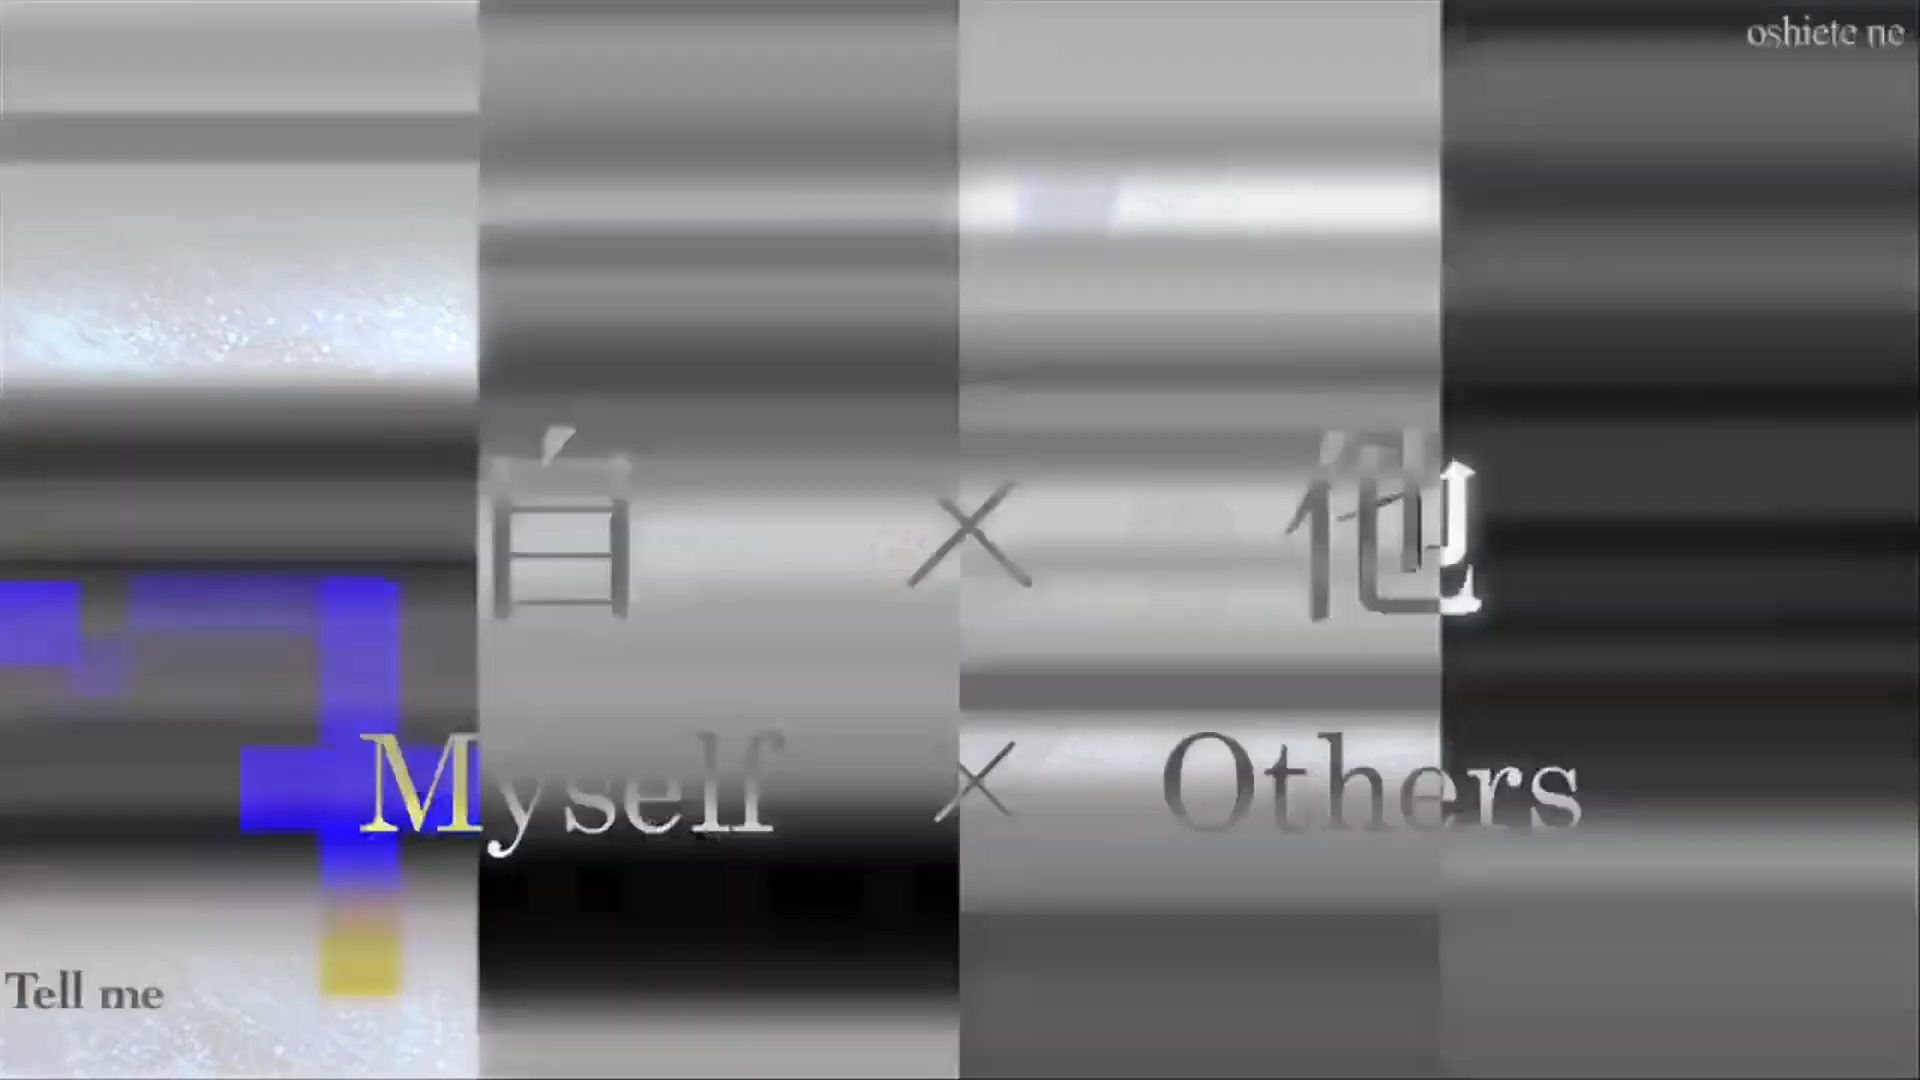 oshiete ne
自 × 他
Myself × Others
Tell me